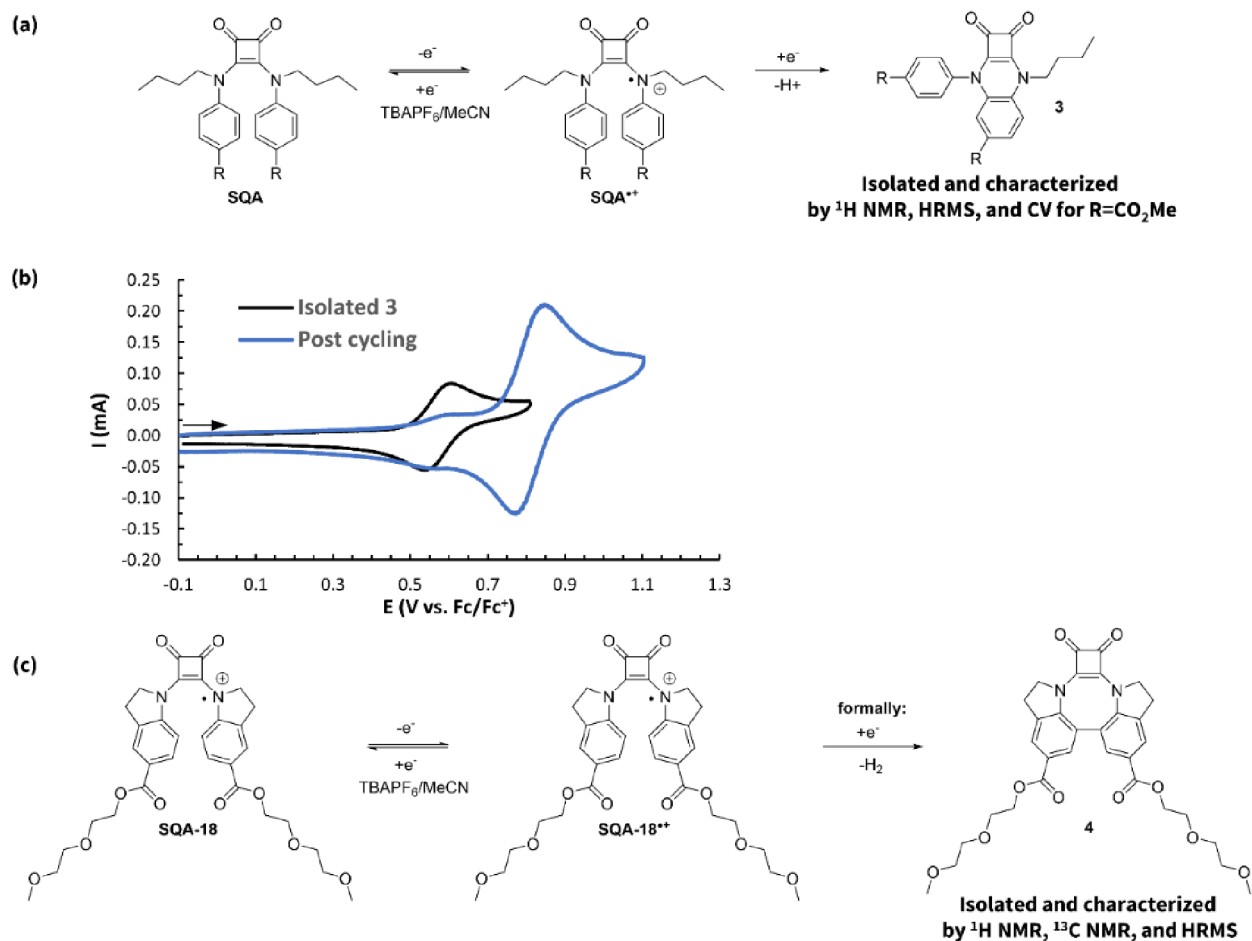 (a)
O O
N N
R R
SQA
-e⁻
+e⁻
TBAPF₆/MeCN
O O
N • N
⊕
R R
SQA•⁺
+e⁻
-H+
O O
R N N
3
R
Isolated and characterized
by ¹H NMR, HRMS, and CV for R=CO₂Me
(b)
0.25
0.20
0.15
0.10
0.05
0.00
-0.05
-0.10
-0.15
-0.20
I (mA)
Isolated 3
Post cycling
-0.1 0.1 0.3 0.5 0.7 0.9 1.1 1.3
E (V vs. Fc/Fc⁺)
(c)
O O
⊕
N • N
O O O O
SQA-18
O O
O O
-e⁻
+e⁻
TBAPF₆/MeCN
O O
⊕
N • N
O O O O
SQA-18•⁺
O O
O O
formally:
+e⁻
-H₂
O O
N N
O O O O
4
O O
O O
Isolated and characterized
by ¹H NMR, ¹³C NMR, and HRMS